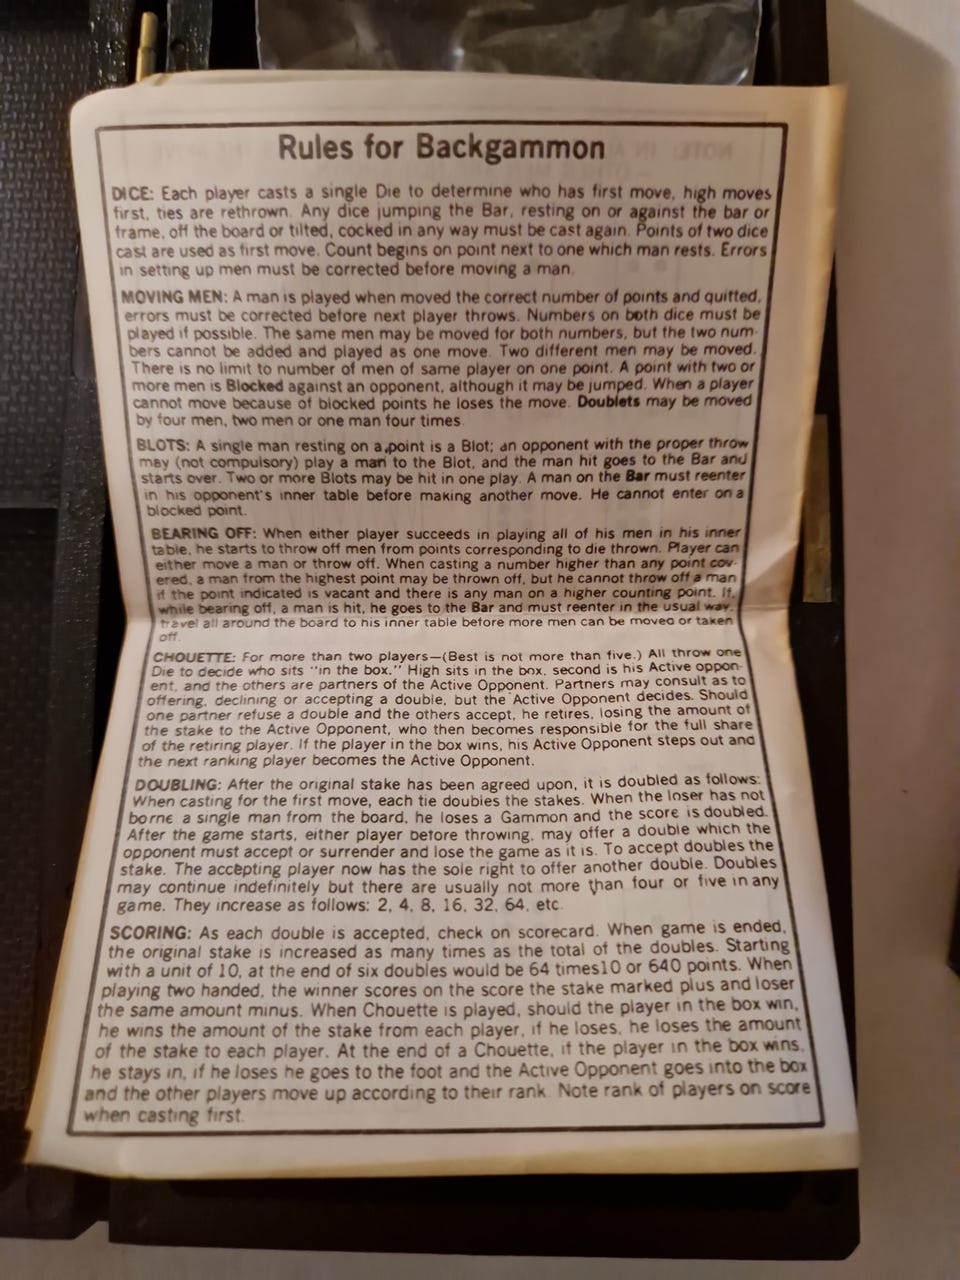 Rules for Backgammon
DICE: Each player casts a single Die to determine who has first move, high moves
first, ties are rethrown. Any dice jumping the Bar, resting on or against the bar or
frame, off the board or tilted, cocked in any way must be cast again. Points of two dice
cast are used as first move. Count begins on point next to one which man rests. Errors
in setting up men must be corrected before moving a man.
MOVING MEN: A man is played when moved the correct number of points and quitted,
errors must be corrected before next player throws. Numbers on both dice must be
played if possible. The same men may be moved for both numbers, but the two num-
bers cannot be added and played as one move. Two different men may be moved.
There is no limit to number of men of same player on one point. A point with two or
more men is Blocked against an opponent, although it may be jumped. When a player
cannot move because of blocked points he loses the move. Doublets may be moved
by four men, two men or one man four times.
BLOTS: A single man resting on a point is a Blot; an opponent with the proper throw
may (not compulsory) play a man to the Blot, and the man hit goes to the Bar and
starts over. Two or more Blots may be hit in one play. A man on the Bar must reenter
in his opponent's inner table before making another move. He cannot enter on a
blocked point.
BEARING OFF: When either player succeeds in playing all of his men in his inner
table, he starts to throw off men from points corresponding to die thrown. Player can
either move a man or throw off. When casting a number higher than any point cov-
ered, a man from the highest point may be thrown off, but he cannot throw off a man
if the point indicated is vacant and there is any man on a higher counting point. If,
while bearing off, a man is hit, he goes to the Bar and must reenter in the usual way,
travel all around the board to his inner table before more men can be moved or taken
off.
CHOUETTE: For more than two players—(Best is not more than five.) All throw one
Die to decide who sits "in the box." High sits in the box, second is his Active oppon-
ent, and the others are partners of the Active Opponent. Partners may consult as to
offering, declining or accepting a double, but the Active Opponent decides. Should
one partner refuse a double and the others accept, he retires, losing the amount of
the stake to the Active Opponent, who then becomes responsible for the full share
of the retiring player. If the player in the box wins, his Active Opponent steps out and
the next ranking player becomes the Active Opponent.
DOUBLING: After the original stake has been agreed upon, it is doubled as follows:
When casting for the first move, each tie doubles the stakes. When the loser has not
borne a single man from the board, he loses a Gammon and the score is doubled.
After the game starts, either player before throwing, may offer a double which the
opponent must accept or surrender and lose the game as it is. To accept doubles the
stake. The accepting player now has the sole right to offer another double. Doubles
may continue indefinitely but there are usually not more than four or five in any
game. They increase as follows: 2, 4, 8, 16, 32, 64, etc.
SCORING: As each double is accepted, check on scorecard. When game is ended,
the original stake is increased as many times as the total of the doubles. Starting
with a unit of 10, at the end of six doubles would be 64 times10 or 640 points. When
playing two handed, the winner scores on the score the stake marked plus and loser
the same amount minus. When Chouette is played, should the player in the box win,
he wins the amount of the stake from each player, if he loses, he loses the amount
of the stake to each player. At the end of a Chouette, if the player in the box wins,
he stays in, if he loses he goes to the foot and the Active Opponent goes into the box
and the other players move up according to their rank. Note rank of players on score
when casting first.